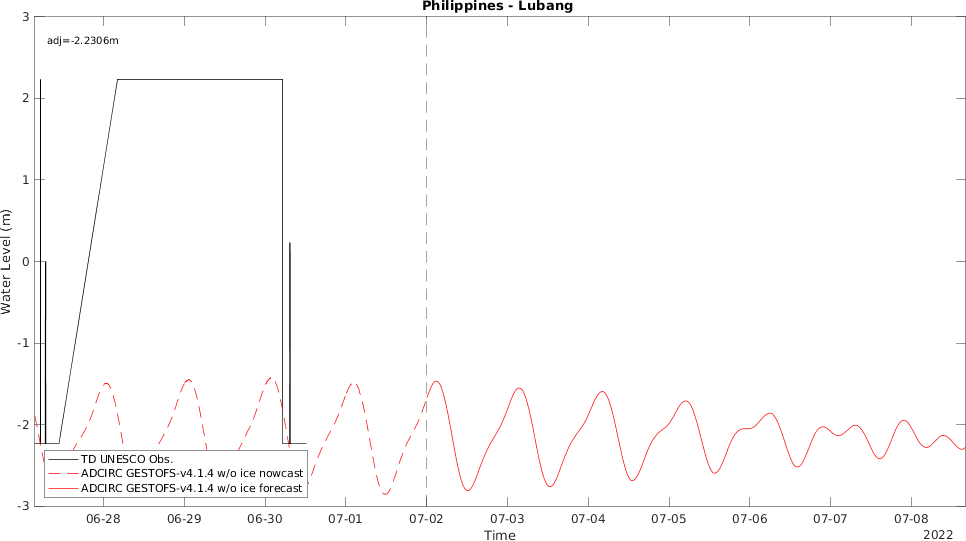 Philippines - Lubang
adj=-2.2306m
3
2
1
0
-1
-2
-3
Water Level (m)
TD UNESCO Obs.
ADCIRC GESTOFS-v4.1.4 w/o ice nowcast
ADCIRC GESTOFS-v4.1.4 w/o ice forecast
06-28 06-29 06-30 07-01 07-02 07-03 07-04 07-05 07-06 07-07 07-08
Time
2022